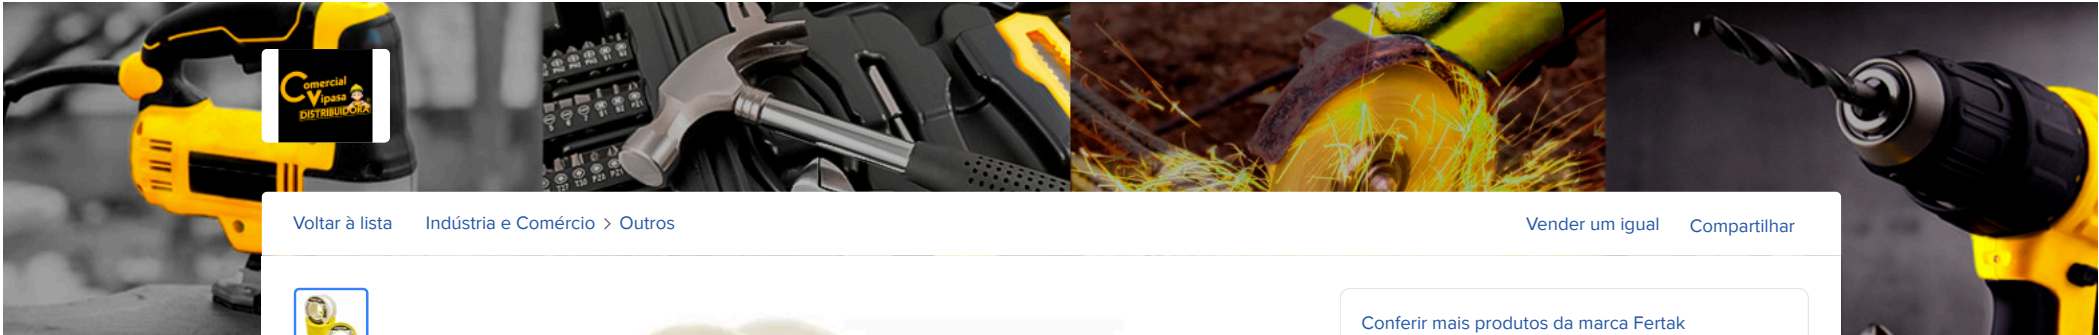 Comercial
Vipasa
DISTRIBUIDORA
Voltar à lista
Indústria e Comércio > Outros
Vender um igual
Compartilhar
Conferir mais produtos da marca Fertak